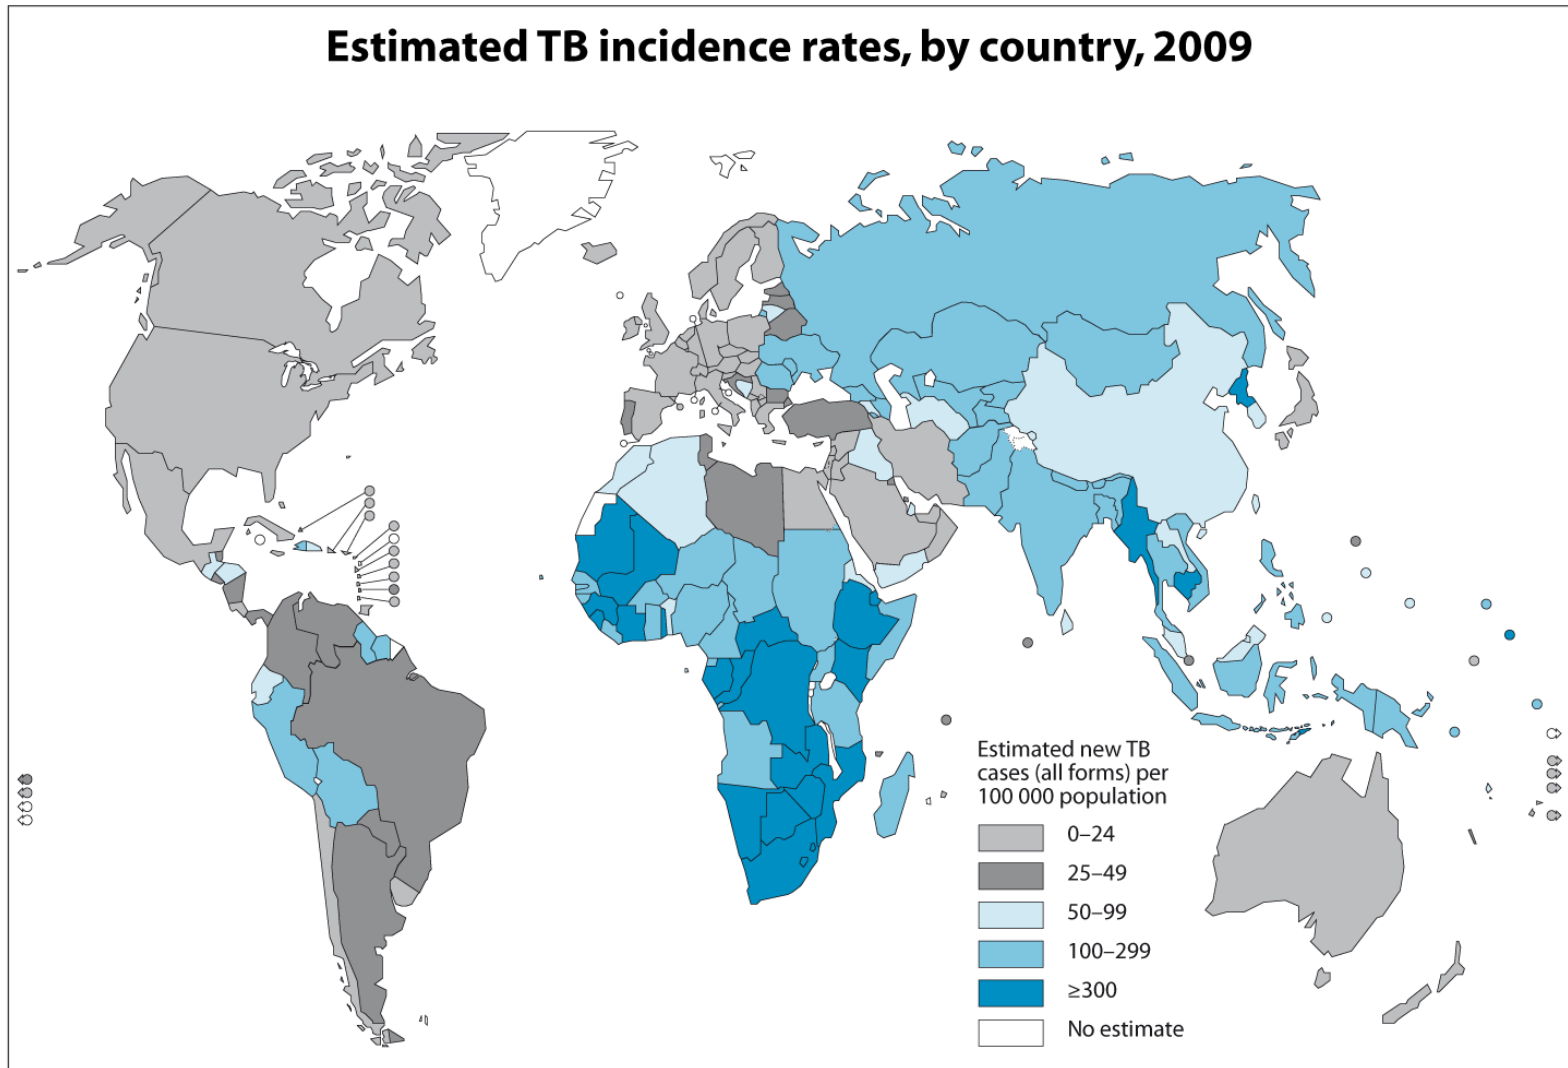 Estimated TB incidence rates, by country, 2009
Estimated new TB
cases (all forms) per
100 000 population
0–24
25–49
50–99
100–299
≥300
No estimate